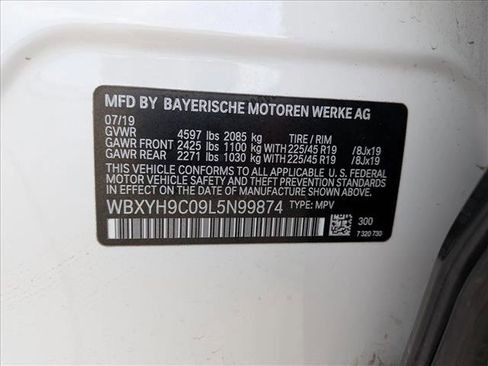 MFD BY BAYERISCHE MOTOREN WERKE AG
07/19
GVWR 4597 lbs 2085 kg TIRE / RIM
GAWR FRONT 2425 lbs 1100 kg WITH 225/45 R19 /8Jx19
GAWR REAR 2271 lbs 1030 kg WITH 225/45 R19 /8Jx19
THIS VEHICLE CONFORMS TO ALL APPLICABLE U. S. FEDERAL
MOTOR VEHICLE SAFETY AND THEFT PREVENTION STANDARDS
IN EFFECT ON THE DATE OF MANUFACTURE SHOWN ABOVE.
WBXYH9C09L5N99874 TYPE: MPV
300
7 320 730